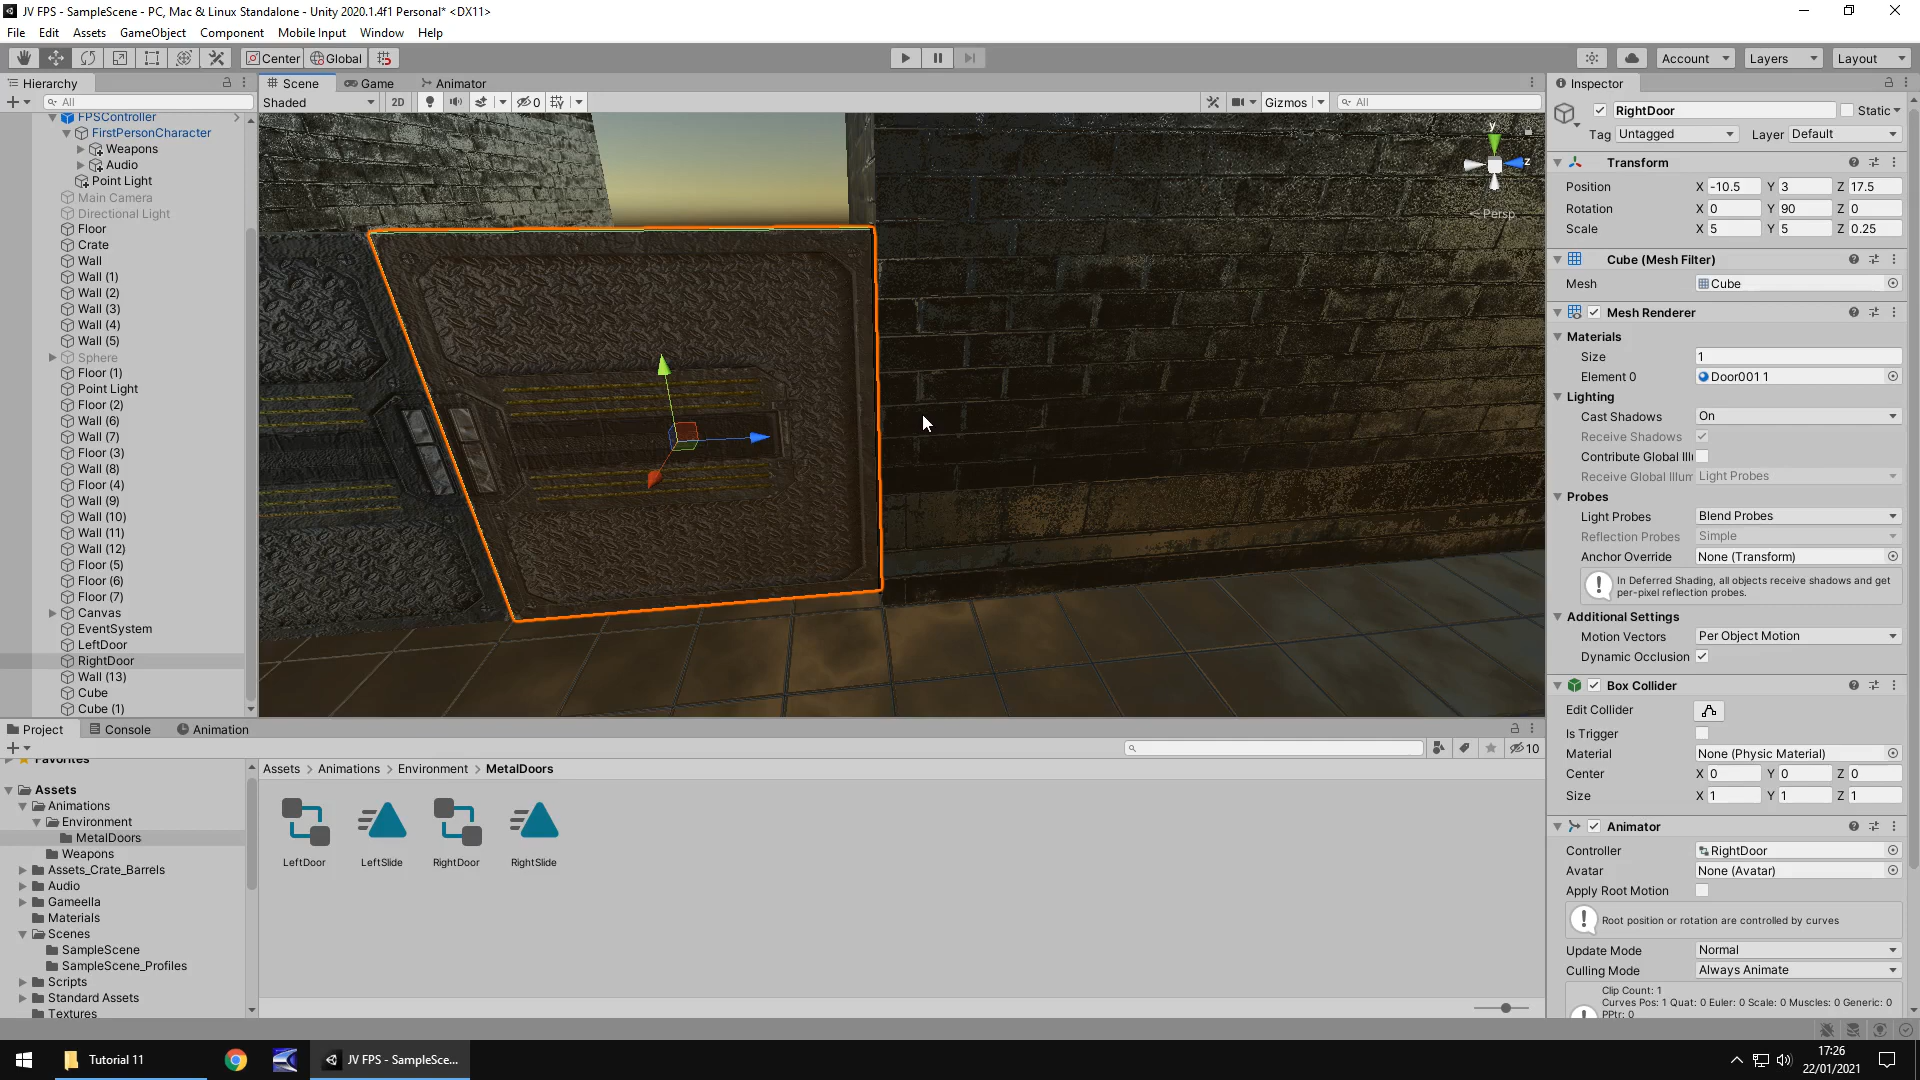 JV FPS - SampleScene - PC, Mac & Linux Standalone - Unity 2020.1.4f1 Personal* <DX11>
File Edit Assets GameObject Component Mobile Input Window Help
Center Global Account Layers Layout
Hierarchy
All
FPSController
FirstPersonCharacter
Weapons
Audio
Point Light
Main Camera
Directional Light
Floor
Crate
Wall
Wall (1)
Wall (2)
Wall (3)
Wall (4)
Wall (5)
Sphere
Floor (1)
Point Light
Floor (2)
Wall (6)
Wall (7)
Floor (3)
Wall (8)
Floor (4)
Wall (9)
Wall (10)
Wall (11)
Wall (12)
Floor (5)
Floor (6)
Floor (7)
Canvas
EventSystem
LeftDoor
RightDoor
Wall (13)
Cube
Cube (1)
Scene Game Animator
Shaded 2D 0 Gizmos All
y
z
Persp
Inspector
RightDoor Static
Tag Untagged Layer Default
Transform
Position X -10.5 Y 3 Z 17.5
Rotation X 0 Y 90 Z 0
Scale X 5 Y 5 Z 0.25
Cube (Mesh Filter)
Mesh Cube
Mesh Renderer
Materials
Size 1
Element 0 Door001 1
Lighting
Cast Shadows On
Receive Shadows
Contribute Global Illu
Receive Global Illum Light Probes
Probes
Light Probes Blend Probes
Reflection Probes Simple
Anchor Override None (Transform)
In Deferred Shading, all objects receive shadows and get
per-pixel reflection probes.
Additional Settings
Motion Vectors Per Object Motion
Dynamic Occlusion
Box Collider
Edit Collider
Is Trigger
Material None (Physic Material)
Center X 0 Y 0 Z 0
Size X 1 Y 1 Z 1
Animator
Controller RightDoor
Avatar None (Avatar)
Apply Root Motion
Root position or rotation are controlled by curves
Update Mode Normal
Culling Mode Always Animate
Clip Count: 1
Curves Pos: 1 Quat: 0 Euler: 0 Scale: 0 Muscles: 0 Generic: 0
PPtr: 0
Project Console Animation
10
Favorites
Assets
Animations
Environment
MetalDoors
Weapons
Assets_Crate_Barrels
Audio
Gameella
Materials
Scenes
SampleScene
SampleScene_Profiles
Scripts
Standard Assets
Textures
Assets > Animations > Environment > MetalDoors
LeftDoor LeftSlide RightDoor RightSlide
Tutorial 11
JV FPS - SampleSce...
17:26
22/01/2021